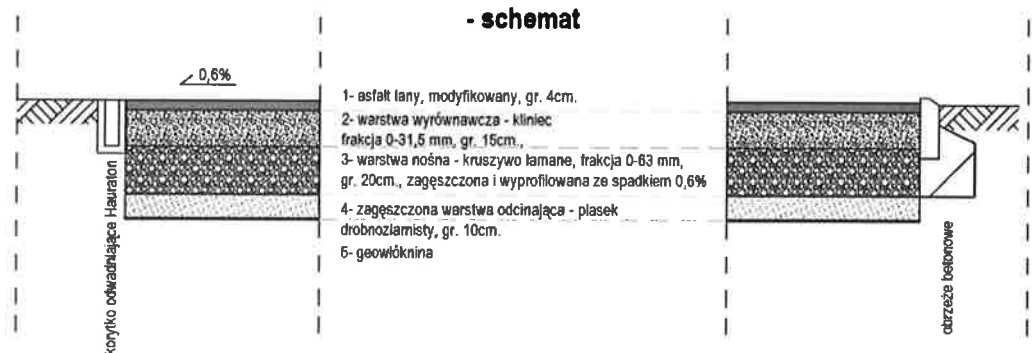 - schemat
0,6%
1- asfalt lany, modyfikowany, gr. 4cm.
2- warstwa wyrównawcza - kliniec
frakcja 0-31,5 mm, gr. 15cm.,
3- warstwa nośna - kruszywo łamane, frakcja 0-63 mm,
gr. 20cm., zagęszczona i wyprofilowana ze spadkiem 0,6%
4- zagęszczona warstwa odcinająca - piasek
drobnoziarnisty, gr. 10cm.
5- geowłóknina
korytko odwadniające Hauraton
obrzeże betonowe